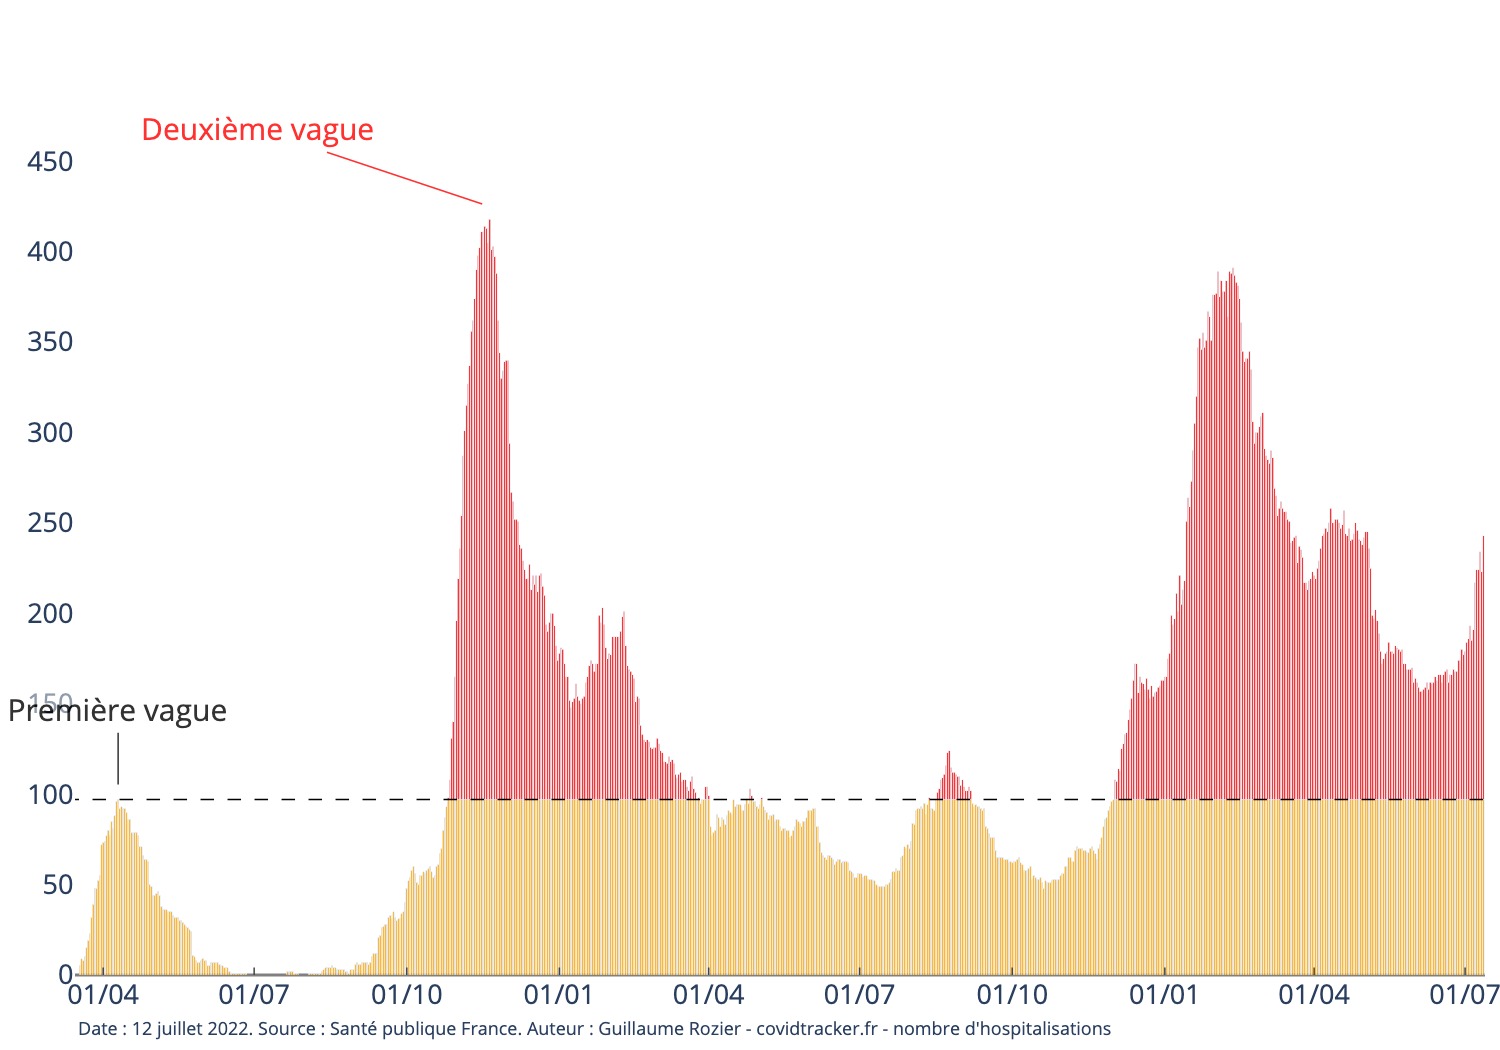 Deuxième vague
450
400
350
300
250
200
150
Première vague
100
50
0
01/04 01/07 01/10 01/01 01/04 01/07 01/10 01/01 01/04 01/07
Date : 12 juillet 2022. Source : Santé publique France. Auteur : Guillaume Rozier - covidtracker.fr - nombre d'hospitalisations